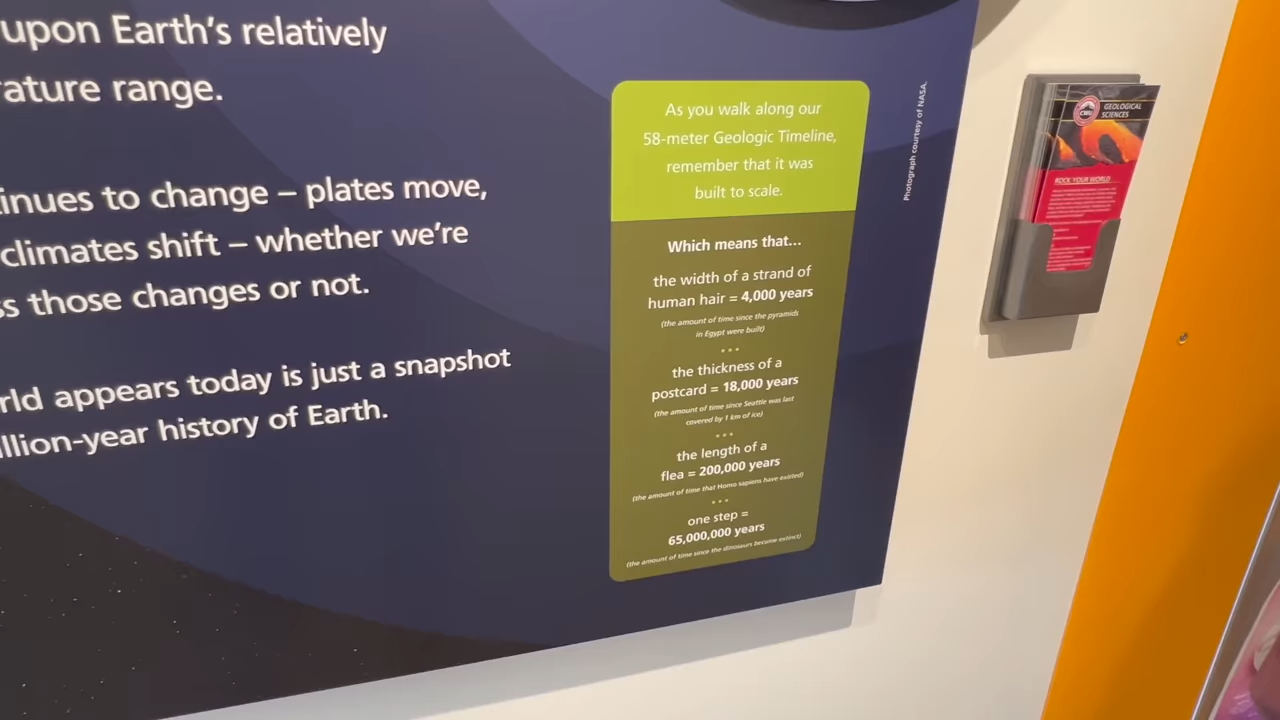 upon Earth's relatively
rature range.
inues to change – plates move,
climates shift – whether we're
ss those changes or not.
rld appears today is just a snapshot
illion-year history of Earth.
As you walk along our
58-meter Geologic Timeline,
remember that it was
built to scale.
Which means that...
the width of a strand of
human hair = 4,000 years
(the amount of time since the pyramids
in Egypt were built)
the thickness of a
postcard = 18,000 years
(the amount of time since Seattle was last
covered by 1 km of ice)
the length of a
flea = 200,000 years
(the amount of time that Homo sapiens have existed)
one step =
65,000,000 years
(the amount of time since the dinosaurs became extinct)
Photograph courtesy of NASA.
CWU
GEOLOGICAL
SCIENCES
ROCK YOUR WORLD